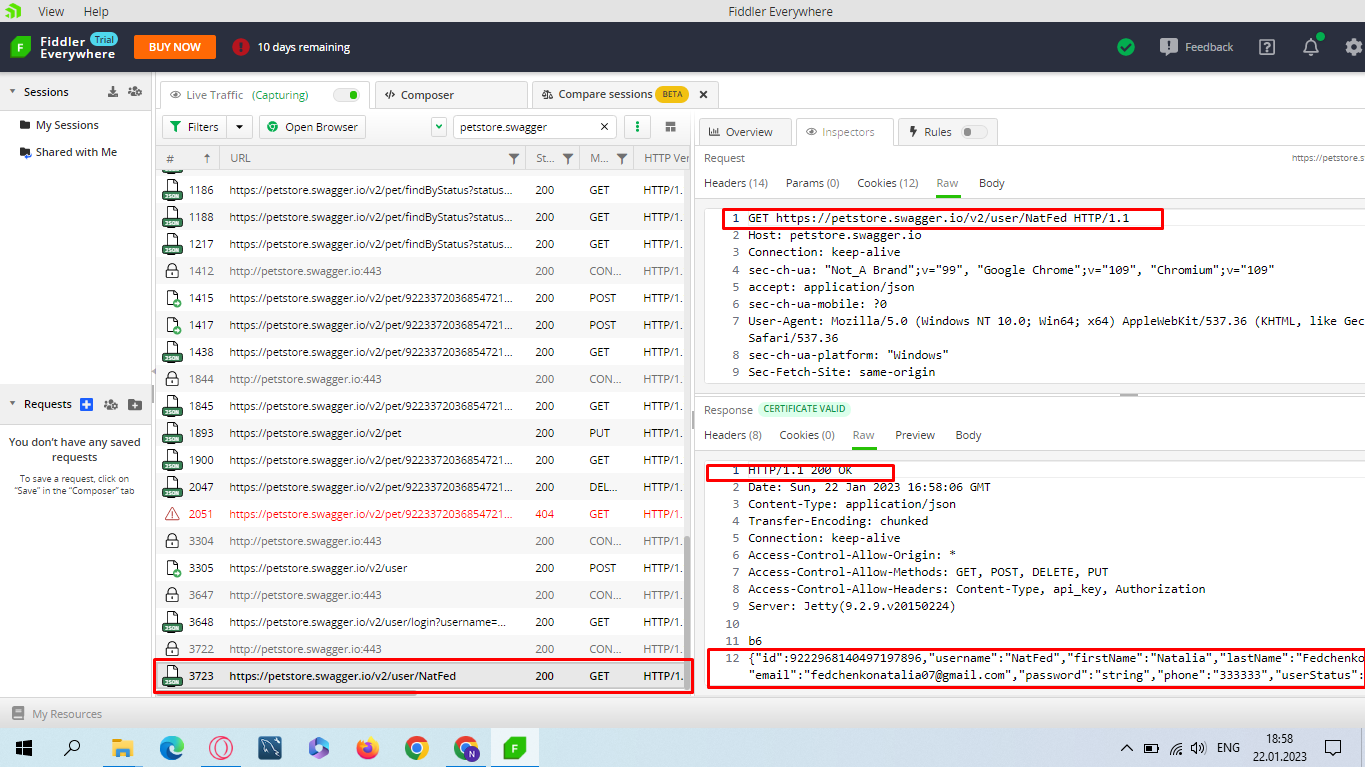 View Help
Fiddler Everywhere
Fiddler Everywhere Trial
BUY NOW
10 days remaining
Feedback
Sessions
My Sessions
Shared with Me
Requests
You don't have any saved
requests
To save a request, click on
"Save" in the "Composer" tab
Live Traffic (Capturing)
Composer
Compare sessions BETA
Filters
Open Browser
petstore.swagger
# URL St... M... HTTP Ver
1186 https://petstore.swagger.io/v2/pet/findByStatus?status... 200 GET HTTP/1.
1188 https://petstore.swagger.io/v2/pet/findByStatus?status... 200 GET HTTP/1.
1217 https://petstore.swagger.io/v2/pet/findByStatus?status... 200 GET HTTP/1.
1412 http://petstore.swagger.io:443 200 CON... HTTP/1.
1415 https://petstore.swagger.io/v2/pet/9223372036854721... 200 POST HTTP/1.
1417 https://petstore.swagger.io/v2/pet/9223372036854721... 200 POST HTTP/1.
1438 https://petstore.swagger.io/v2/pet/9223372036854721... 200 GET HTTP/1.
1844 http://petstore.swagger.io:443 200 CON... HTTP/1.
1845 https://petstore.swagger.io/v2/pet/9223372036854721... 200 GET HTTP/1.
1893 https://petstore.swagger.io/v2/pet 200 PUT HTTP/1.
1900 https://petstore.swagger.io/v2/pet/9223372036854721... 200 GET HTTP/1.
2047 https://petstore.swagger.io/v2/pet/9223372036854721... 200 DEL... HTTP/1.
2051 https://petstore.swagger.io/v2/pet/9223372036854721... 404 GET HTTP/1.
3304 http://petstore.swagger.io:443 200 CON... HTTP/1.
3305 https://petstore.swagger.io/v2/user 200 POST HTTP/1.
3647 http://petstore.swagger.io:443 200 CON... HTTP/1.
3648 https://petstore.swagger.io/v2/user/login?username=... 200 GET HTTP/1.
3722 http://petstore.swagger.io:443 200 CON... HTTP/1.
3723 https://petstore.swagger.io/v2/user/NatFed 200 GET HTTP/1.
Overview
Inspectors
Rules
Request https://petstore.s
Headers (14) Params (0) Cookies (12) Raw Body
1 GET https://petstore.swagger.io/v2/user/NatFed HTTP/1.1
2 Host: petstore.swagger.io
3 Connection: keep-alive
4 sec-ch-ua: "Not_A Brand";v="99", "Google Chrome";v="109", "Chromium";v="109"
5 accept: application/json
6 sec-ch-ua-mobile: ?0
7 User-Agent: Mozilla/5.0 (Windows NT 10.0; Win64; x64) AppleWebKit/537.36 (KHTML, like Gec
Safari/537.36
8 sec-ch-ua-platform: "Windows"
9 Sec-Fetch-Site: same-origin
Response CERTIFICATE VALID
Headers (8) Cookies (0) Raw Preview Body
1 HTTP/1.1 200 OK
2 Date: Sun, 22 Jan 2023 16:58:06 GMT
3 Content-Type: application/json
4 Transfer-Encoding: chunked
5 Connection: keep-alive
6 Access-Control-Allow-Origin: *
7 Access-Control-Allow-Methods: GET, POST, DELETE, PUT
8 Access-Control-Allow-Headers: Content-Type, api_key, Authorization
9 Server: Jetty(9.2.9.v20150224)
10
11 b6
12 {"id":9222968140497197896,"username":"NatFed","firstName":"Natalia","lastName":"Fedchenko
"email":"fedchenkonatalia07@gmail.com","password":"string","phone":"333333","userStatus":
My Resources
ENG
18:58
22.01.2023